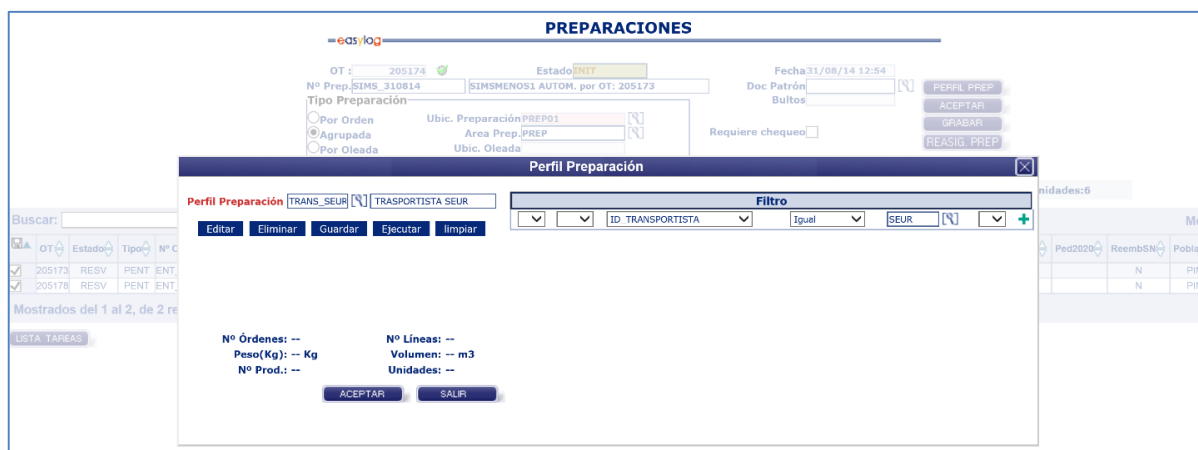 PREPARACIONES
easylog
OT : 205174 Estado INIT Fecha 31/08/14 12:54
Nº Prep. SIMS_310814 SIMSMENOS1 AUTOM. por OT: 205173 Doc Patrón PERFIL PREP
Tipo Preparación Bultos ACEPTAR
Por Orden Ubic. Preparación PREP01 GRABAR
Agrupada Area Prep. PREP Requiere chequeo REASIG. PREP
Por Oleada Ubic. Oleada
Perfil Preparación
nidades:6
Perfil Preparación TRANS_SEUR TRASPORTISTA SEUR Filtro
Buscar: ID_TRANSPORTISTA Igual SEUR
Editar Eliminar Guardar Ejecutar limpiar
OT Estado Tipo Nº C Ped2020 ReembSN Pobla
205173 RESV PENT ENT_ N PIN
205178 RESV PENT ENT_ N PIN
Mostrados del 1 al 2, de 2 re
LISTA TAREAS Nº Órdenes: -- Nº Líneas: --
Peso(Kg): -- Kg Volumen: -- m3
Nº Prod.: -- Unidades: --
ACEPTAR SALIR